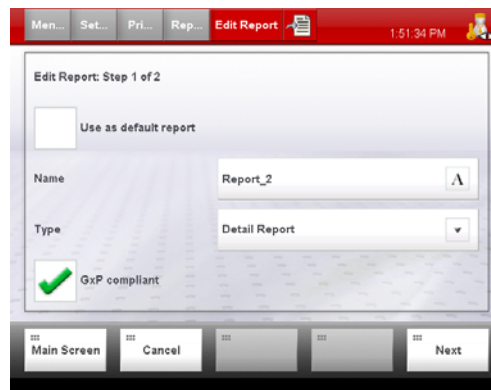 Men... Set... Pri... Rep... Edit Report 1:51:34 PM
Edit Report: Step 1 of 2
Use as default report
Name Report_2 A
Type Detail Report
GxP compliant
Main Screen Cancel Next